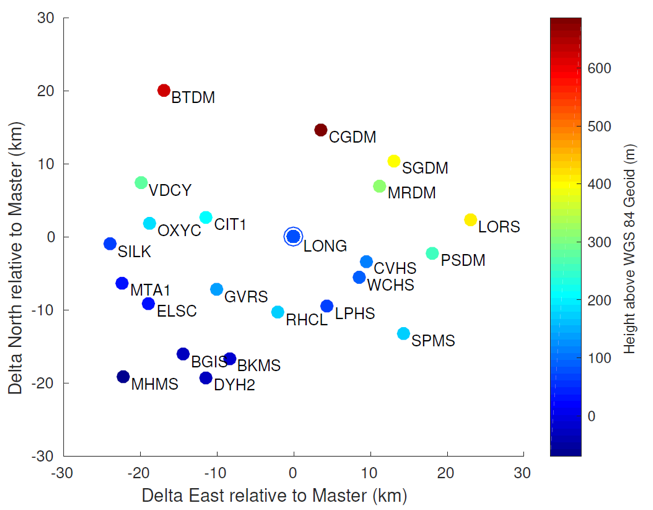 30
20
10
0
-10
-20
-30
-30
-20
-10
0
10
20
30
Delta North relative to Master (km)
Delta East relative to Master (km)
BTDM
CGDM
SGDM
VDCY
MRDM
OXYC
CIT1
LORS
SILK
LONG
PSDM
CVHS
MTA1
GVRS
WCHS
ELSC
RHCL
LPHS
SPMS
BGIS
BKMS
MHMS
DYH2
600
500
400
300
200
100
0
Height above WGS 84 Geoid (m)